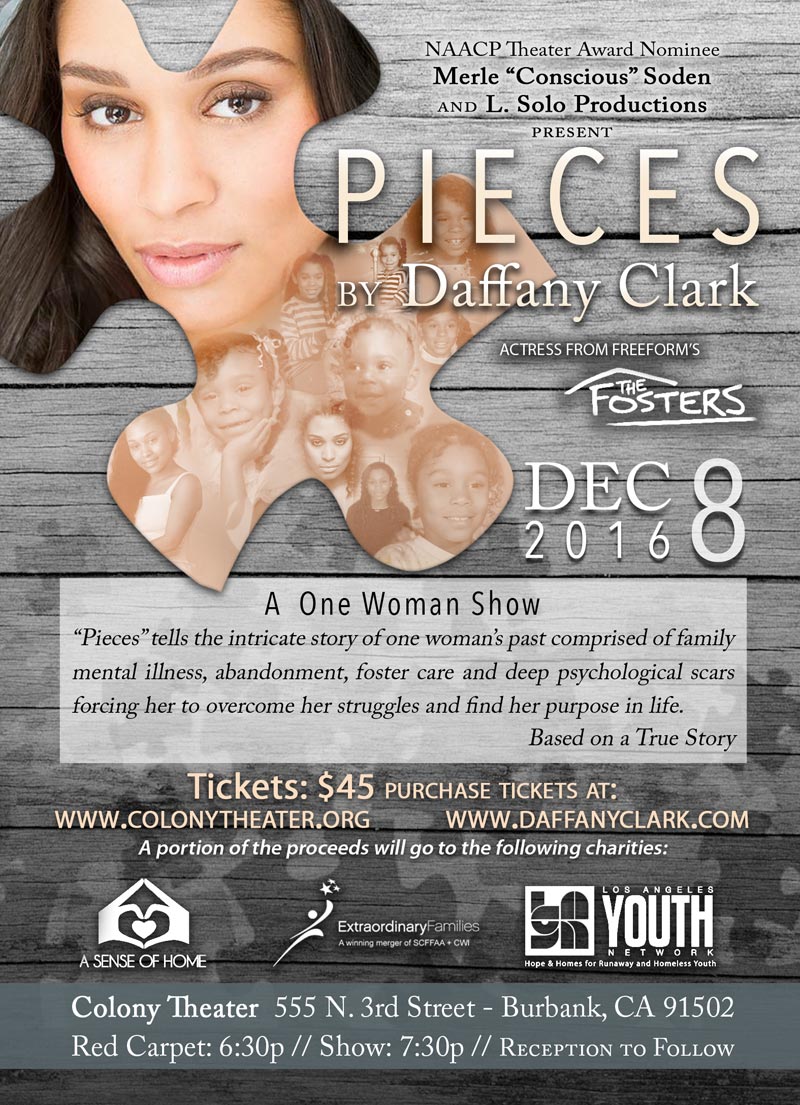 NAACP Theater Award Nominee
Merle “Conscious” Soden
and L. Solo Productions
present
PIECES
by Daffany Clark
ACTRESS FROM FREEFORM'S
THE
FOSTERS
DEC 8
2016
A One Woman Show
“Pieces” tells the intricate story of one woman's past comprised of family
mental illness, abandonment, foster care and deep psychological scars
forcing her to overcome her struggles and find her purpose in life.
Based on a True Story
Tickets: $45 PURCHASE TICKETS AT:
WWW.COLONYTHEATER.ORG WWW.DAFFANYCLARK.COM
A portion of the proceeds will go to the following charities:
A SENSE OF HOME
ExtraordinaryFamilies
A winning merger of SCFFAA + CWI
LOS ANGELES
YOUTH
NETWORK
Hope & Homes for Runaway and Homeless Youth
Colony Theater 555 N. 3rd Street - Burbank, CA 91502
Red Carpet: 6:30p // Show: 7:30p // Reception to Follow